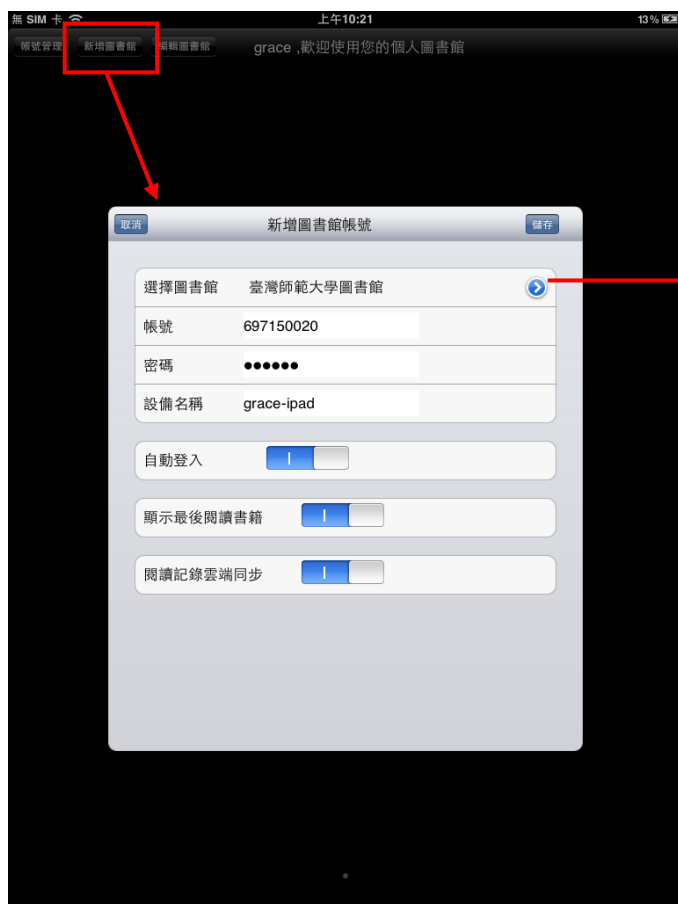 無 SIM 卡 上午10:21 13%
帳號管理 新增圖書館 編輯圖書館 grace ,歡迎使用您的個人圖書館
取消 新增圖書館帳號 儲存
選擇圖書館 臺灣師範大學圖書館
帳號 697150020
密碼 ●●●●●●
設備名稱 grace-ipad
自動登入
顯示最後閱讀書籍
閱讀記錄雲端同步